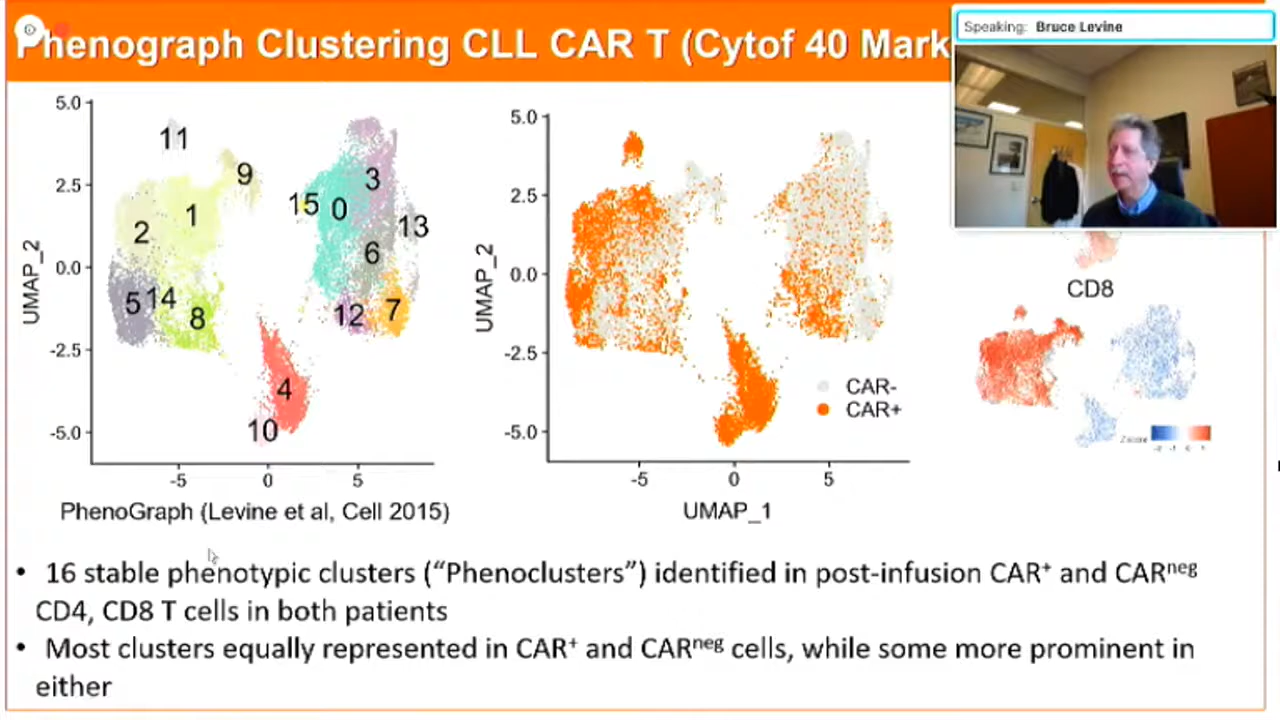 Phenograph Clustering CLL CAR T (Cytof 40 Mark
Speaking: Bruce Levine
5.0
2.5
0.0
-2.5
-5.0
UMAP_2
-5
0
5
11
9
3
15
0
1
2
13
6
5
14
8
12
7
4
10
PhenoGraph (Levine et al, Cell 2015)
5.0
2.5
0.0
-2.5
-5.0
UMAP_2
-5
0
5
UMAP_1
CAR-
CAR+
CD8
Zscore
-2 -1 0 1
• 16 stable phenotypic clusters (“Phenoclusters”) identified in post-infusion CAR⁺ and CARⁿᵉᵍ
CD4, CD8 T cells in both patients
• Most clusters equally represented in CAR⁺ and CARⁿᵉᵍ cells, while some more prominent in
either